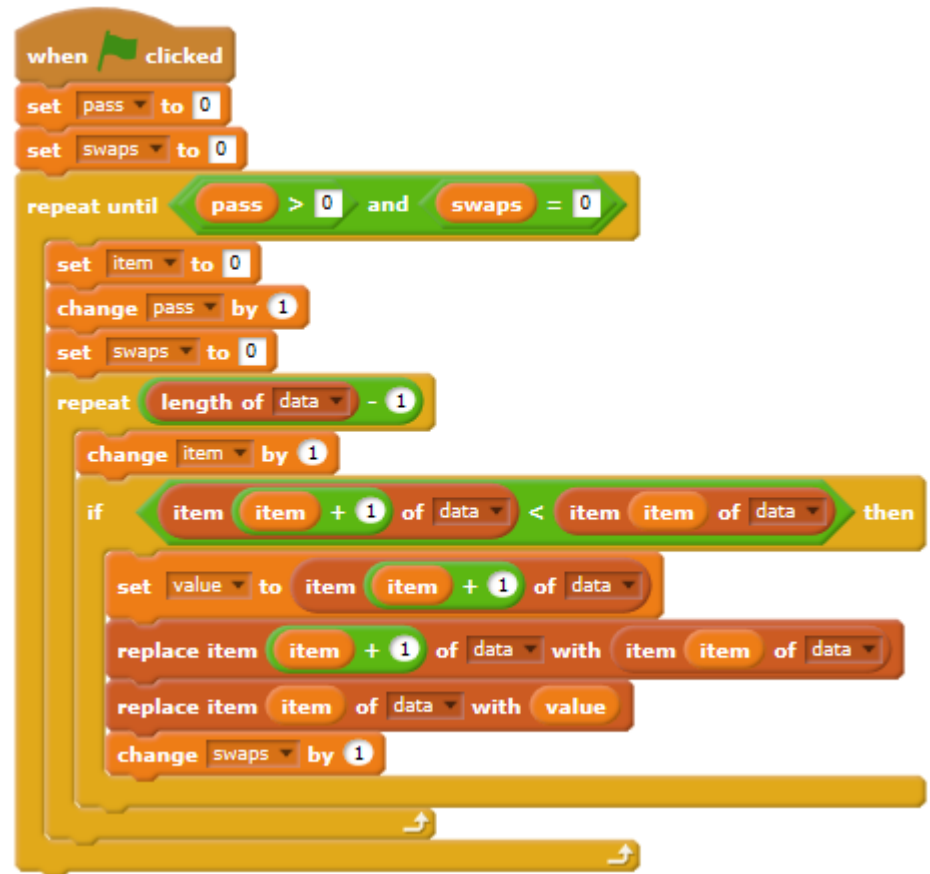 when clicked
set pass to 0
set swaps to 0
repeat until pass > 0 and swaps = 0
set item to 0
change pass by 1
set swaps to 0
repeat length of data - 1
change item by 1
if item item + 1 of data < item item of data then
set value to item item + 1 of data
replace item item + 1 of data with item item of data
replace item item of data with value
change swaps by 1